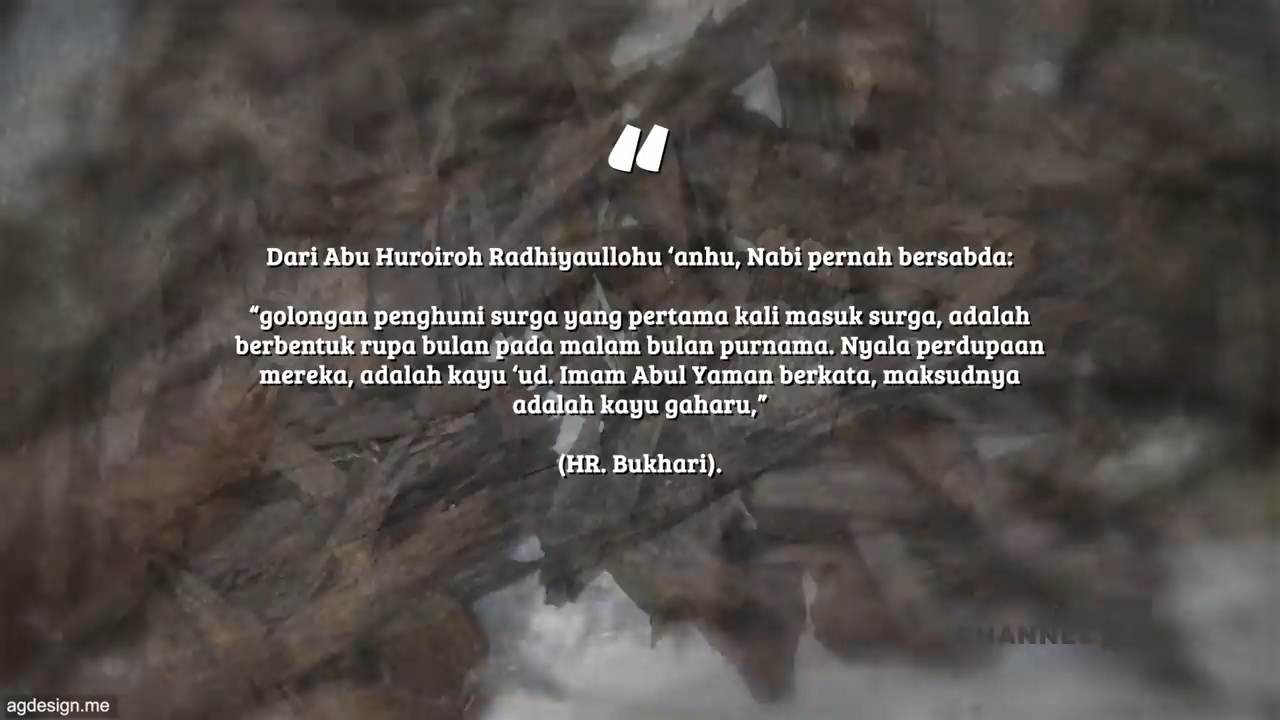 “
Dari Abu Huroiroh Radhiyaullohu ‘anhu, Nabi pernah bersabda:
“golongan penghuni surga yang pertama kali masuk surga, adalah
berbentuk rupa bulan pada malam bulan purnama. Nyala perdupaan
mereka, adalah kayu ‘ud. Imam Abul Yaman berkata, maksudnya
adalah kayu gaharu,”
(HR. Bukhari).
agdesign.me